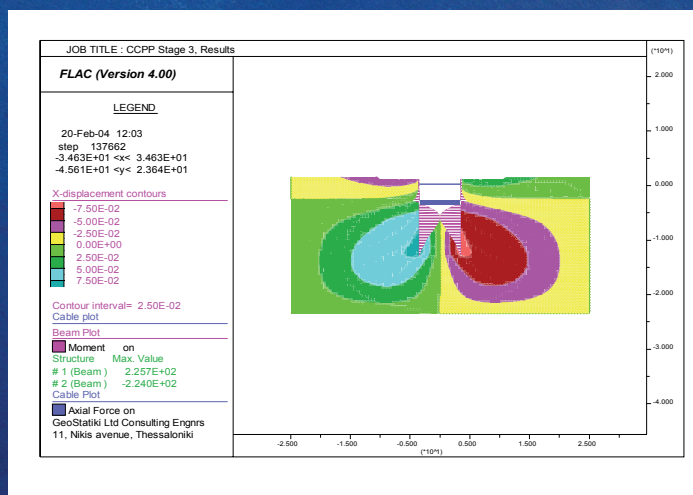 JOB TITLE : CCPP Stage 3, Results
FLAC (Version 4.00)
LEGEND
20-Feb-04 12:03
step 137662
-3.463E+01 <x< 3.463E+01
-4.561E+01 <y< 2.364E+01
X-displacement contours
-7.50E-02
-5.00E-02
-2.50E-02
0.00E+00
2.50E-02
5.00E-02
7.50E-02
Contour interval= 2.50E-02
Cable plot
Beam Plot
Moment on
Structure Max. Value
# 1 (Beam ) 2.257E+02
# 2 (Beam ) -2.240E+02
Cable Plot
Axial Force on
GeoStatiki Ltd Consulting Engnrs
11, Nikis avenue, Thessaloniki
(*10^1)
2.000
1.000
0.000
-1.000
-2.000
-3.000
-4.000
-2.500 -1.500 -0.500 0.500 1.500 2.500
(*10^1)